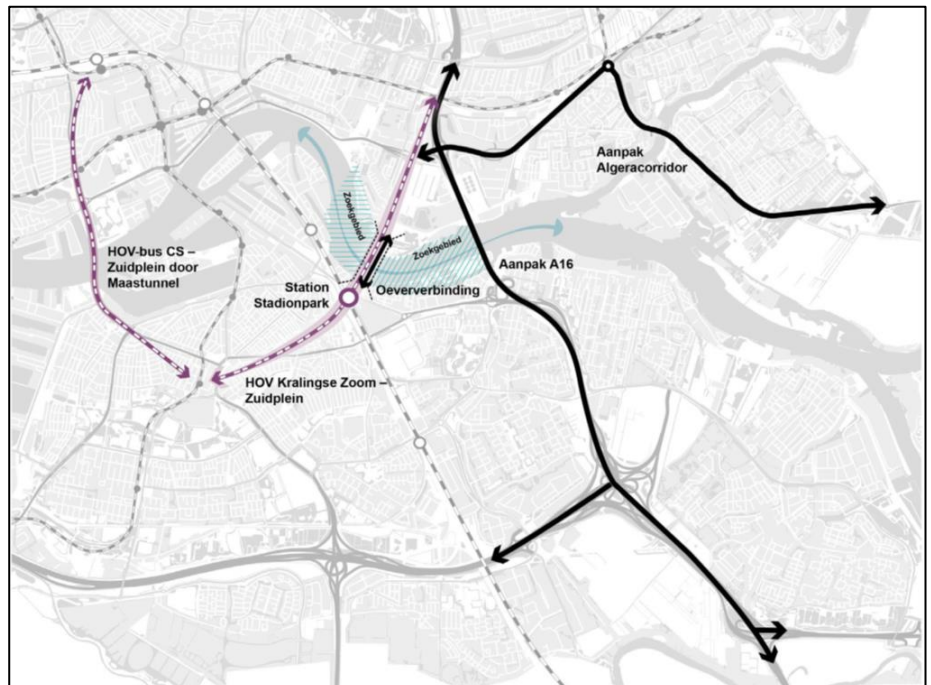 Aanpak
Algeracorridor
Zoekgebied
Zoekgebied
HOV-bus CS –
Zuidplein door
Maastunnel
Aanpak A16
Station
Stadionpark
Oeververbinding
HOV Kralingse Zoom –
Zuidplein